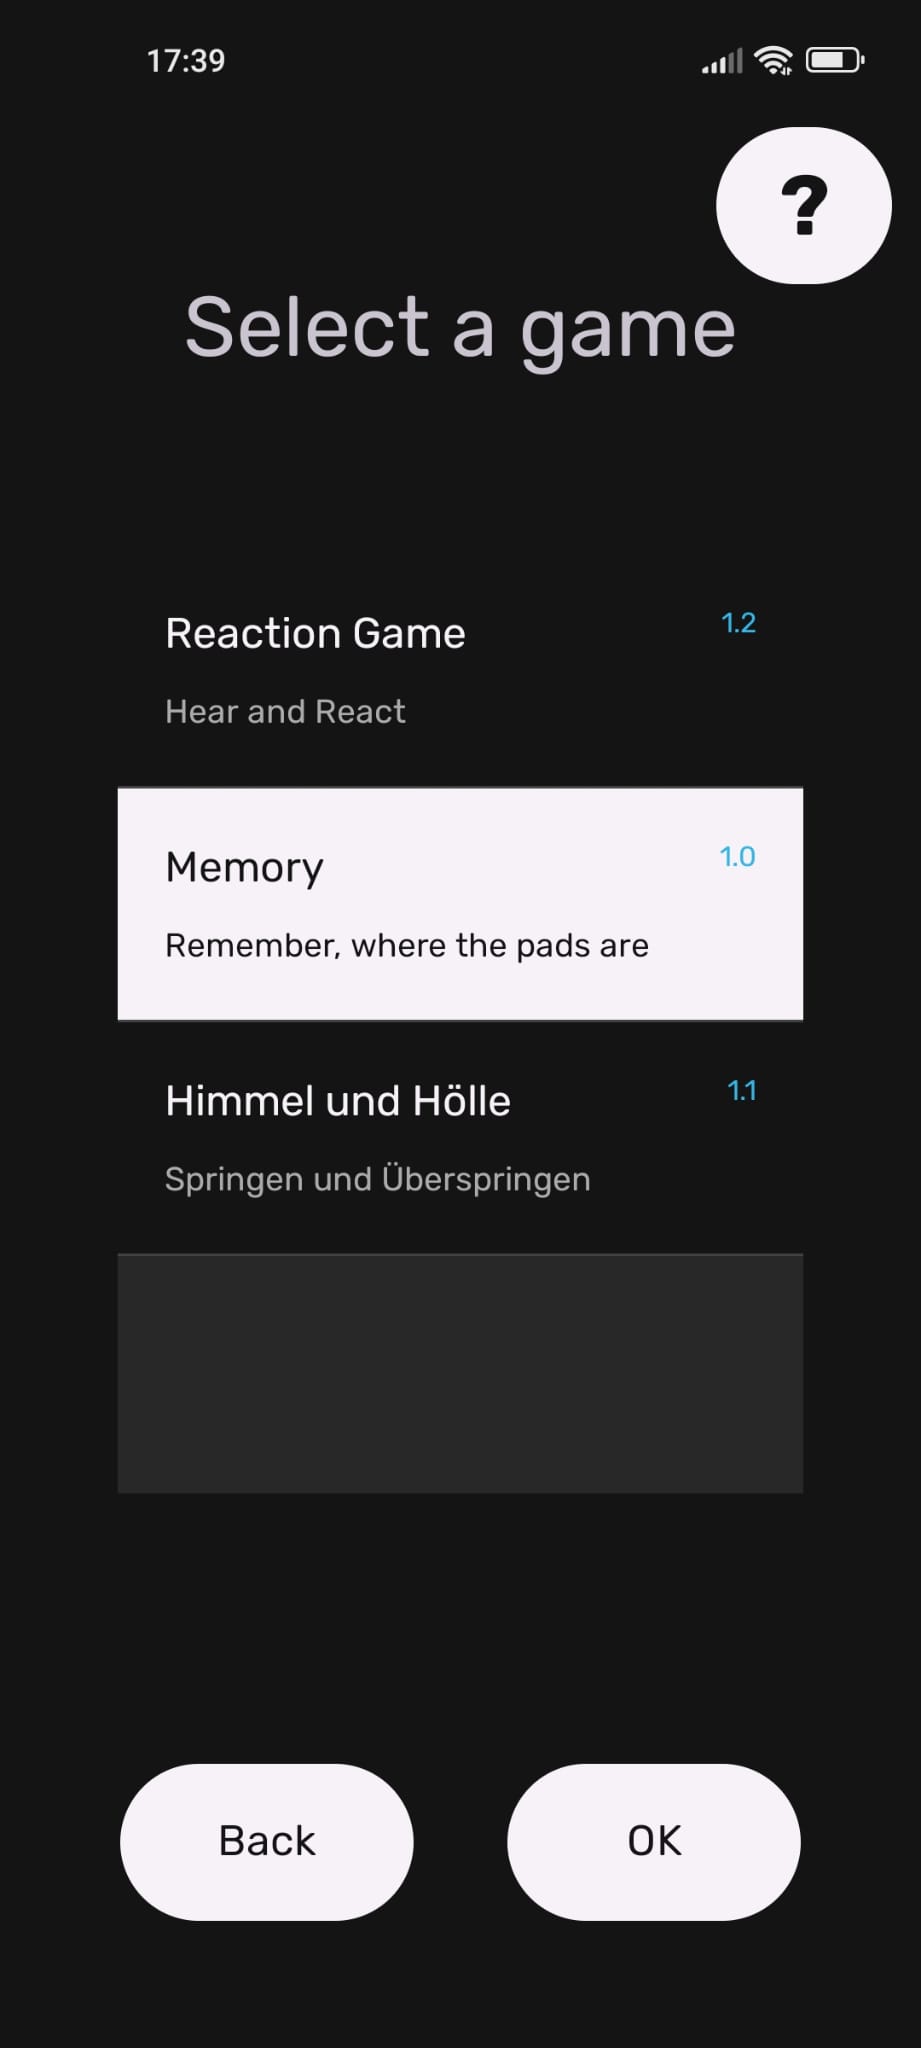 17:39
?
Select a game
Reaction Game 1.2
Hear and React
Memory 1.0
Remember, where the pads are
Himmel und Hölle 1.1
Springen und Überspringen
Back OK